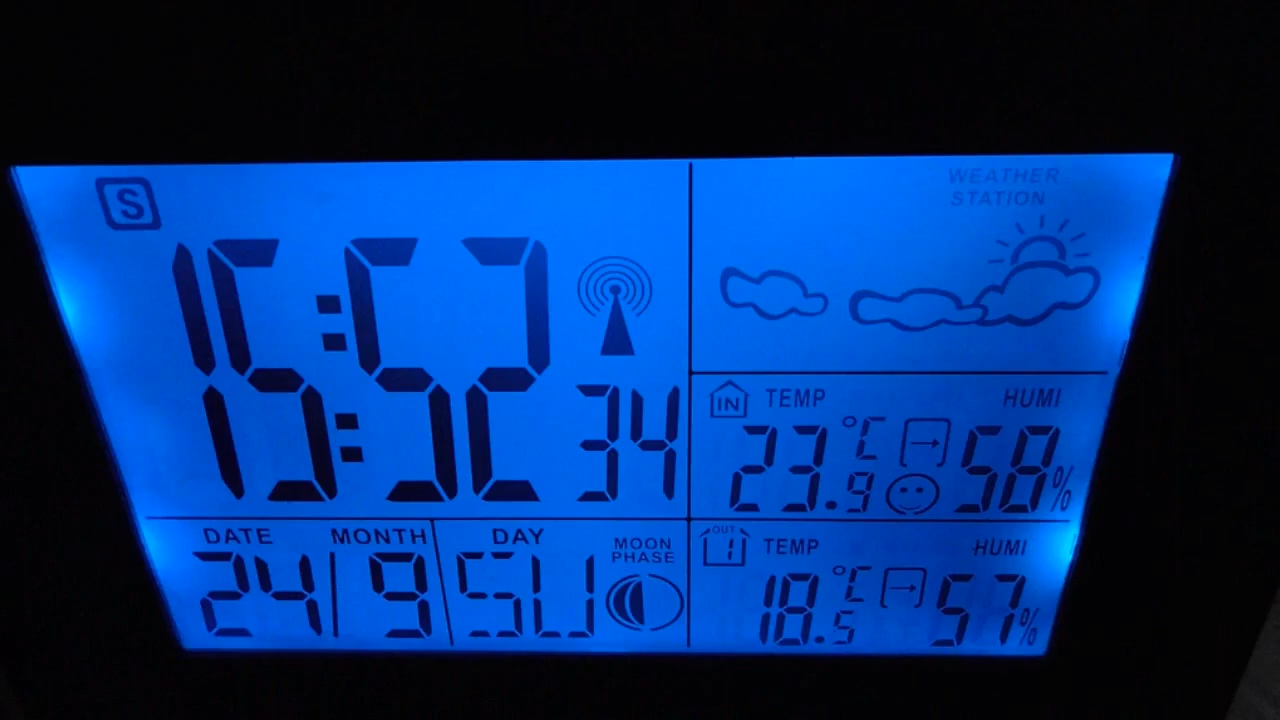 S
WEATHER
STATION
15:52 34
IN TEMP HUMI
23.9 °C 58%
DATE MONTH DAY
24/9 SU
MOON
PHASE
OUT 1 TEMP HUMI
18.5 °C 57%